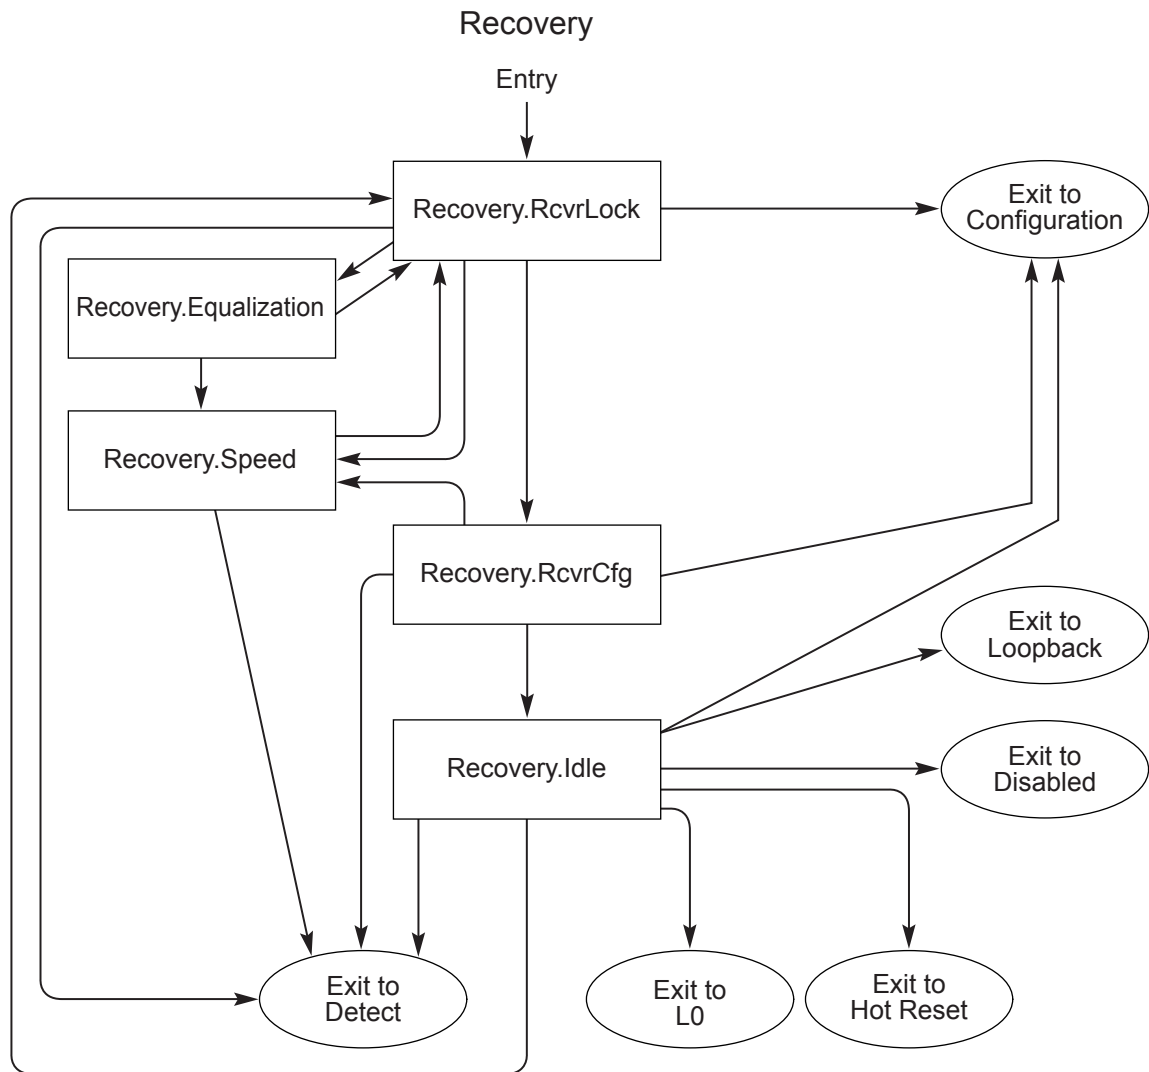 Recovery
Entry
Recovery.RcvrLock
Exit to
Configuration
Recovery.Equalization
Recovery.Speed
Recovery.RcvrCfg
Exit to
Loopback
Recovery.Idle
Exit to
Disabled
Exit to
Detect
Exit to
L0
Exit to
Hot Reset